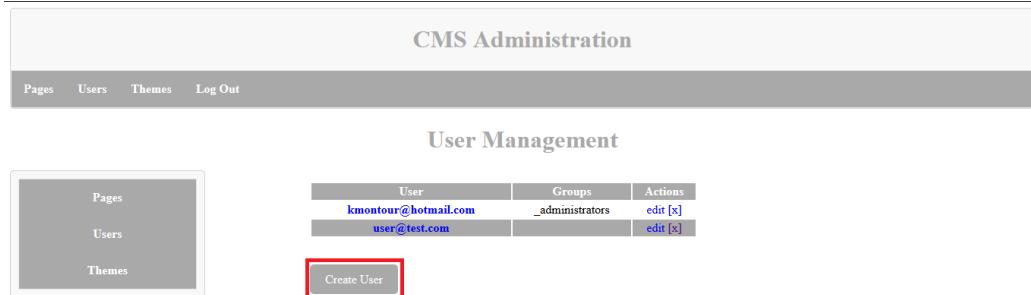 CMS Administration
Pages Users Themes Log Out
User Management
Pages
Users
Themes
User Groups Actions
kmontour@hotmail.com _administrators edit [x]
user@test.com edit [x]
Create User